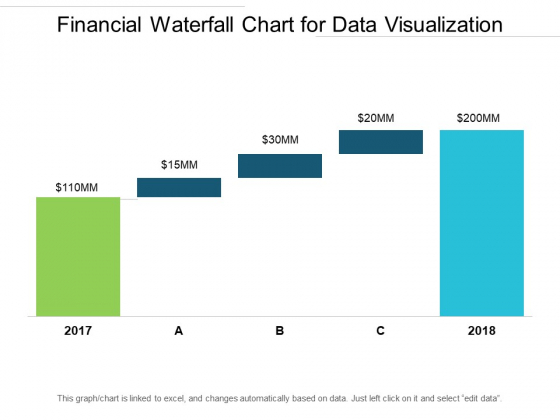 Financial Waterfall Chart for Data Visualization
$110MM
$15MM
$30MM
$20MM
$200MM
2017
A
B
C
2018
This graph/chart is linked to excel, and changes automatically based on data. Just left click on it and select "edit data".